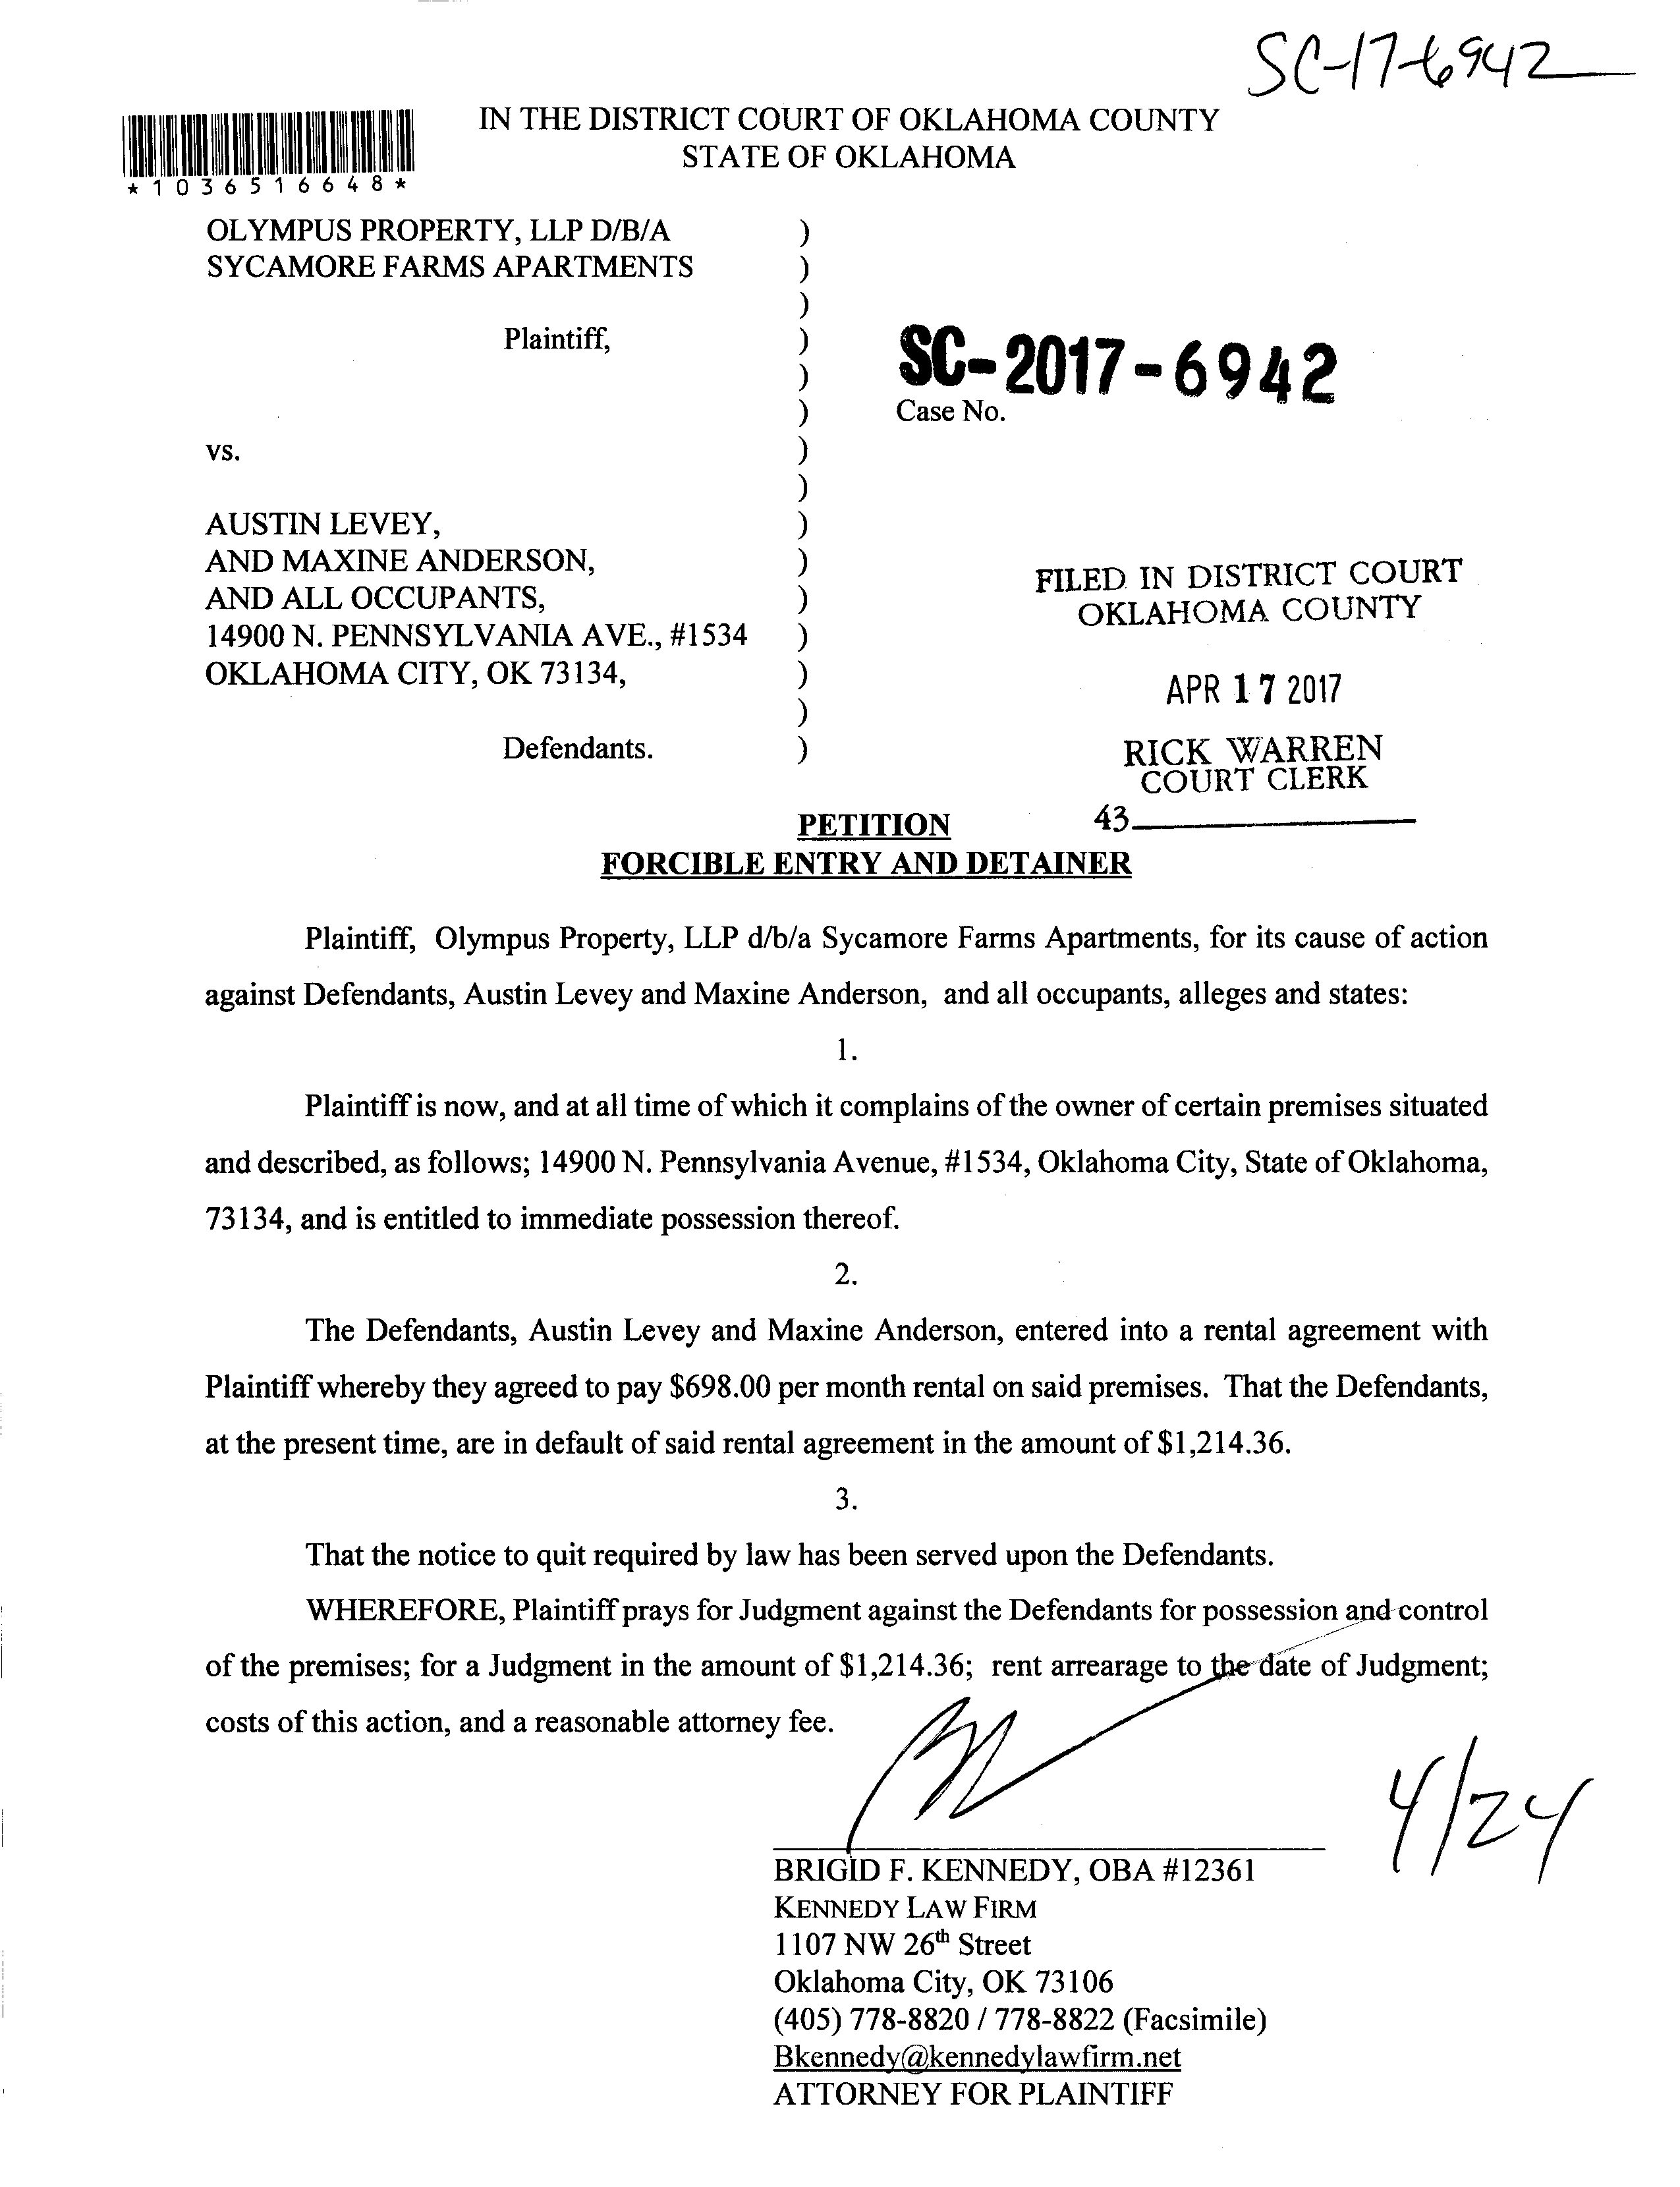 SC-17-6942
IN THE DISTRICT COURT OF OKLAHOMA COUNTY
STATE OF OKLAHOMA
*1036516648*
OLYMPUS PROPERTY, LLP D/B/A )
SYCAMORE FARMS APARTMENTS )
)
Plaintiff, )
SC-2017-6942
)
) Case No.
vs. )
)
AUSTIN LEVEY, )
AND MAXINE ANDERSON, )
AND ALL OCCUPANTS, )
14900 N. PENNSYLVANIA AVE., #1534 )
OKLAHOMA CITY, OK 73134, )
)
Defendants. )
FILED IN DISTRICT COURT
OKLAHOMA COUNTY
APR 17 2017
RICK WARREN
COURT CLERK
43
PETITION
FORCIBLE ENTRY AND DETAINER
Plaintiff, Olympus Property, LLP d/b/a Sycamore Farms Apartments, for its cause of action
against Defendants, Austin Levey and Maxine Anderson, and all occupants, alleges and states:
1.
Plaintiff is now, and at all time of which it complains of the owner of certain premises situated
and described, as follows; 14900 N. Pennsylvania Avenue, #1534, Oklahoma City, State of Oklahoma,
73134, and is entitled to immediate possession thereof.
2.
The Defendants, Austin Levey and Maxine Anderson, entered into a rental agreement with
Plaintiff whereby they agreed to pay $698.00 per month rental on said premises. That the Defendants,
at the present time, are in default of said rental agreement in the amount of $1,214.36.
3.
That the notice to quit required by law has been served upon the Defendants.
WHEREFORE, Plaintiff prays for Judgment against the Defendants for possession and control
of the premises; for a Judgment in the amount of $1,214.36; rent arrearage to the date of Judgment;
costs of this action, and a reasonable attorney fee.
4/24
BRIGID F. KENNEDY, OBA #12361
KENNEDY LAW FIRM
1107 NW 26th Street
Oklahoma City, OK 73106
(405) 778-8820 / 778-8822 (Facsimile)
Bkennedy@kennedylawfirm.net
ATTORNEY FOR PLAINTIFF